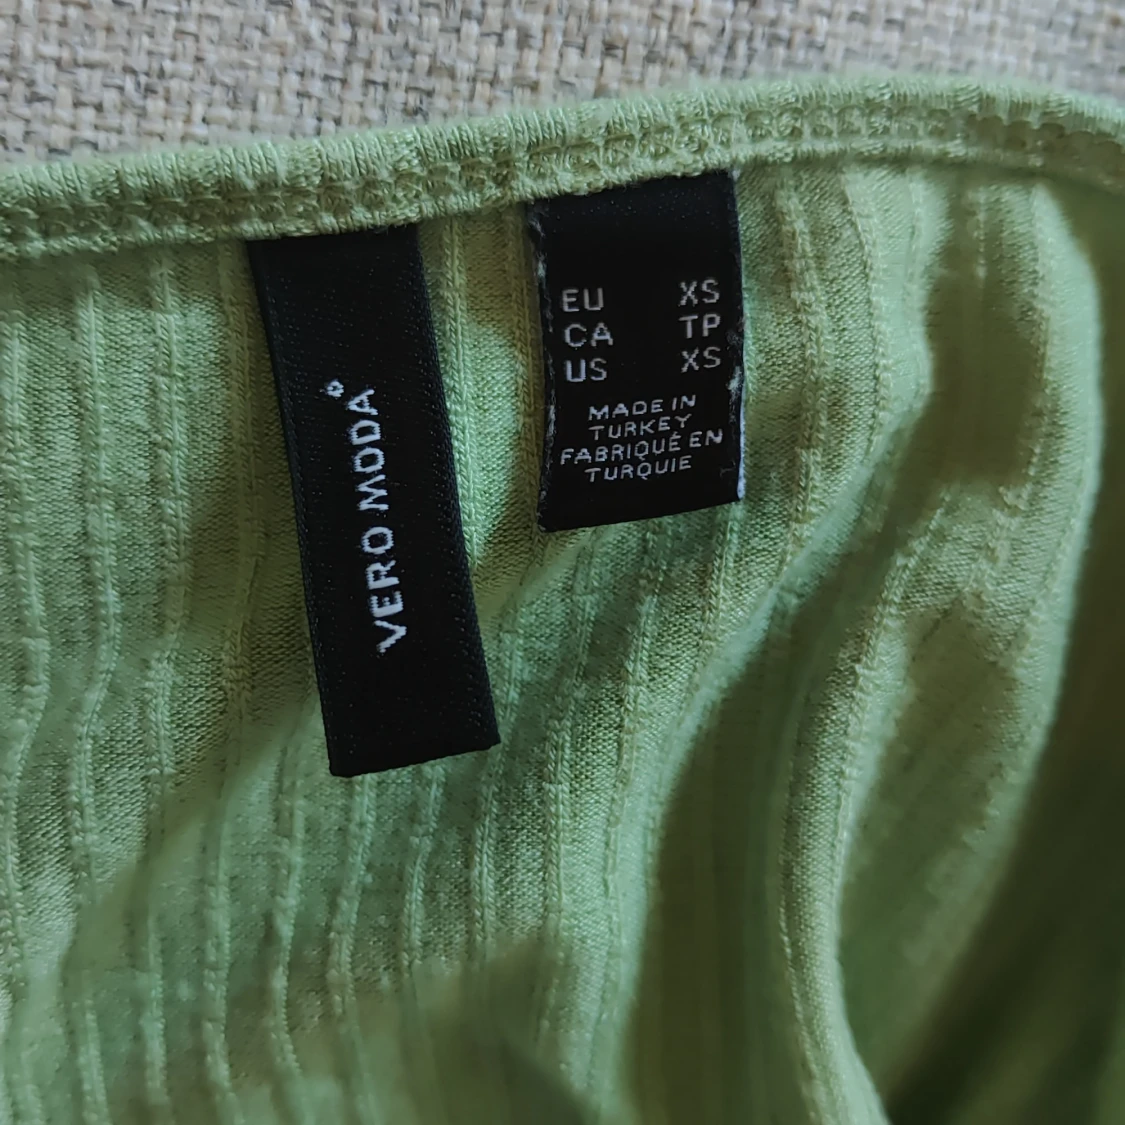 VERO MODA®
EU XS
CA TP
US XS
MADE IN
TURKEY
FABRIQUÉ EN
TURQUIE